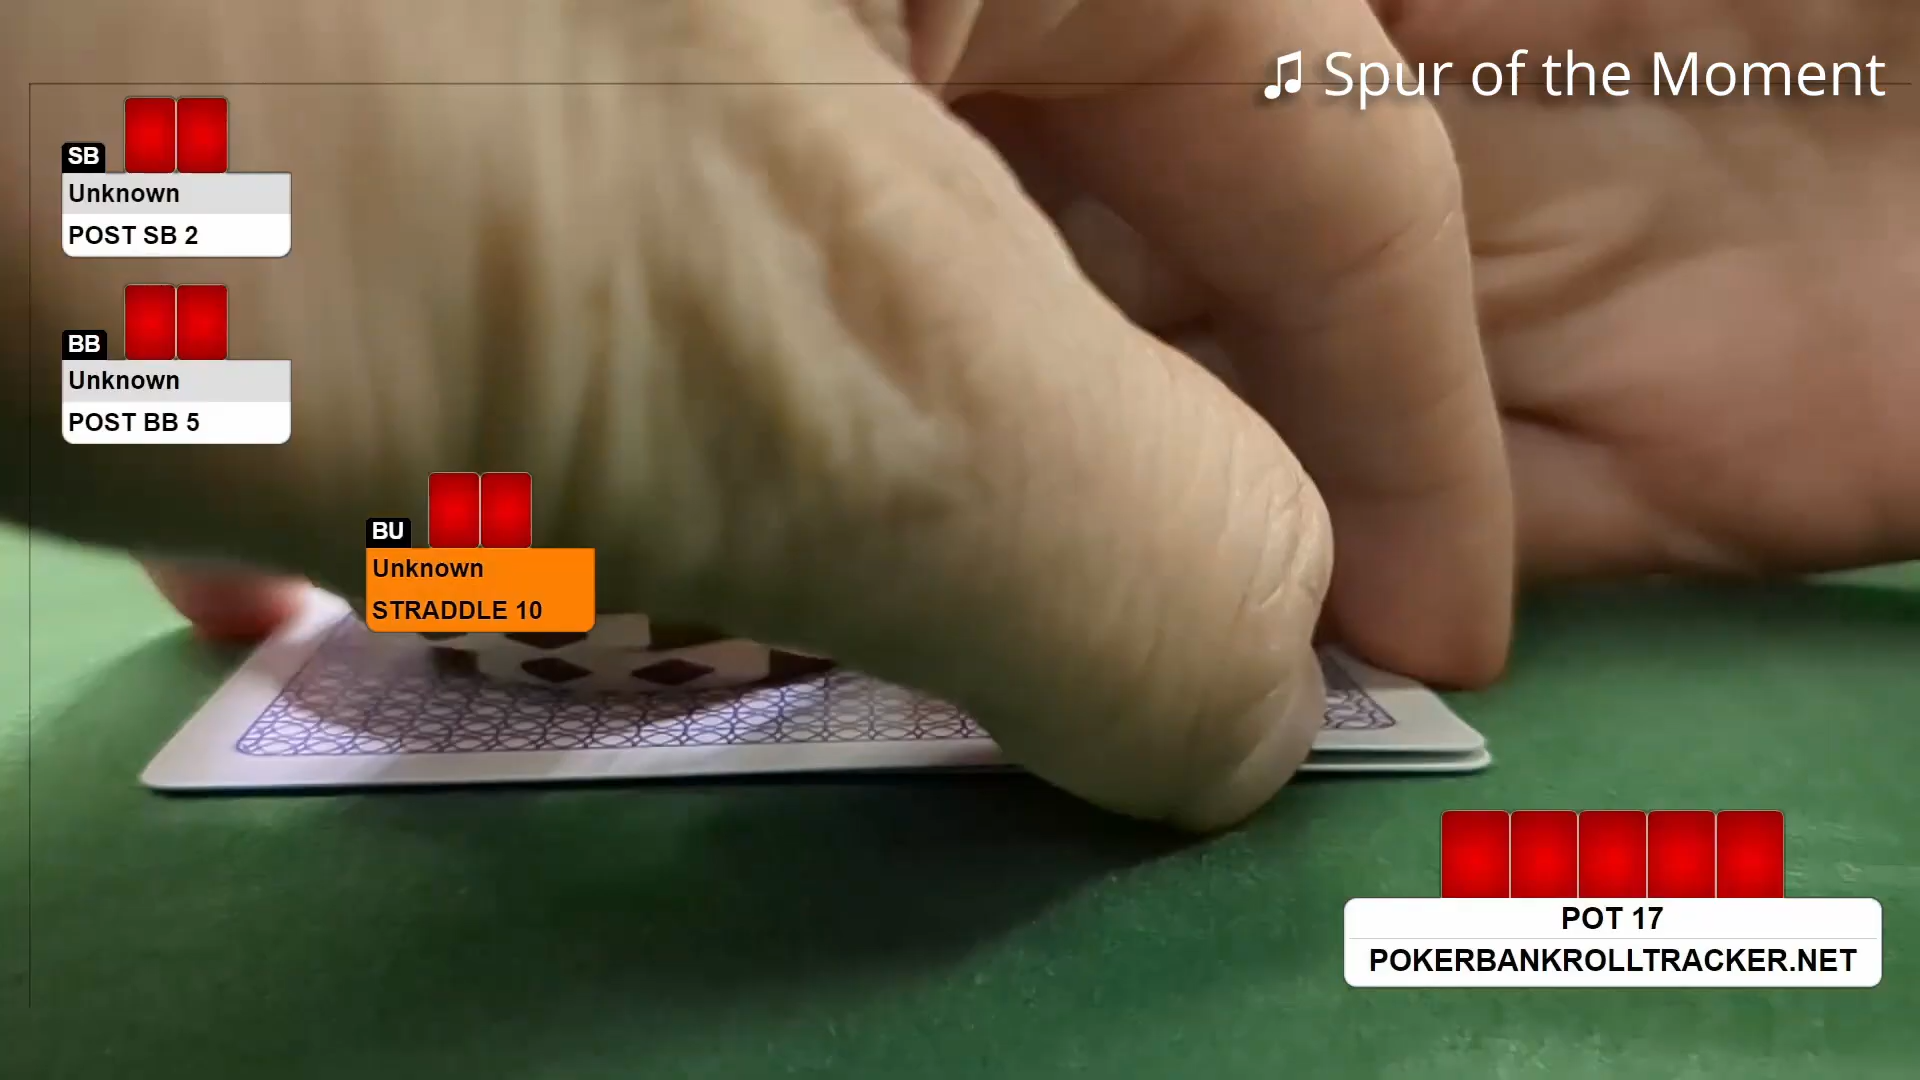 ♫ Spur of the Moment
SB
Unknown
POST SB 2
BB
Unknown
POST BB 5
BU
Unknown
STRADDLE 10
POT 17
POKERBANKROLLTRACKER.NET